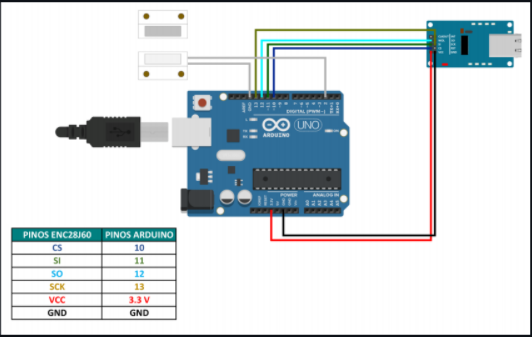 DIGITAL (PWM~)
UNO
ARDUINO
POWER
ANALOG IN
PINOS ENC28J60 PINOS ARDUINO
CS 10
SI 11
SO 12
SCK 13
VCC 3.3 V
GND GND